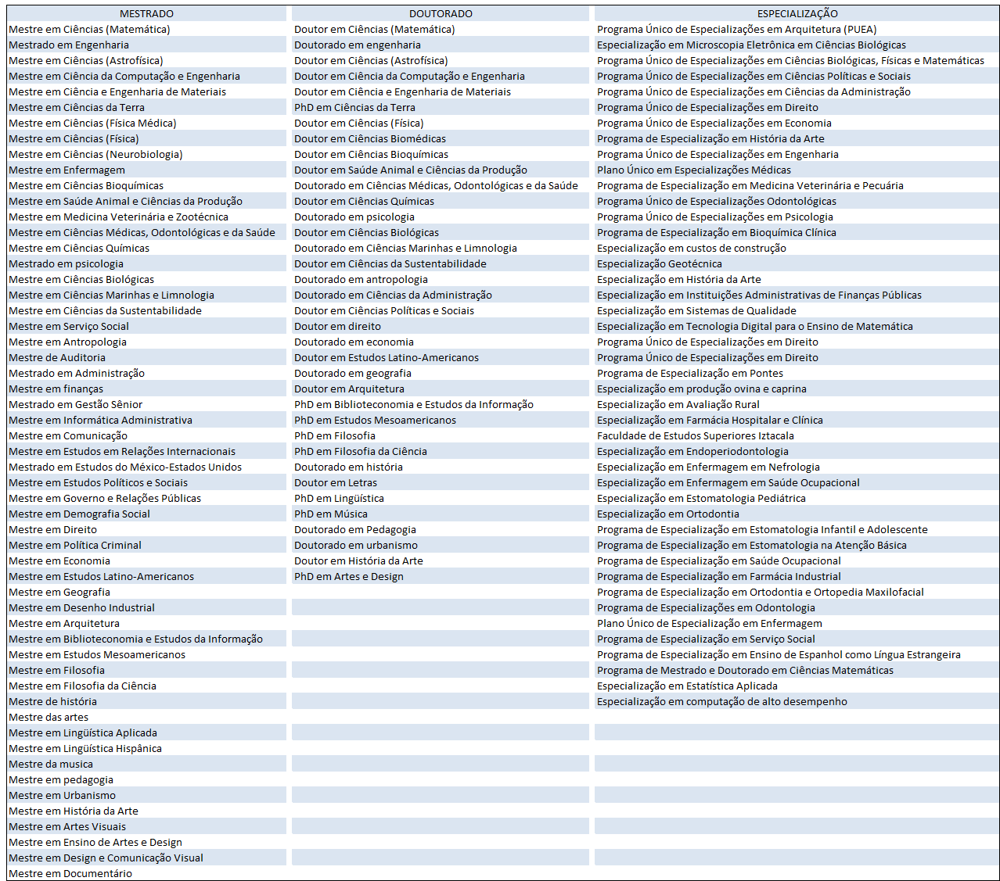 MESTRADO DOUTORADO ESPECIALIZAÇÃO
Mestre em Ciências (Matemática) Doutor em Ciências (Matemática) Programa Único de Especializações em Arquitetura (PUEA)
Mestrado em Engenharia Doutorado em engenharia Especialização em Microscopia Eletrônica em Ciências Biológicas
Mestre em Ciências (Astrofísica) Doutor em Ciências (Astrofísica) Programa Único de Especializações em Ciências Biológicas, Físicas e Matemáticas
Mestre em Ciência da Computação e Engenharia Doutor em Ciência da Computação e Engenharia Programa Único de Especializações em Ciências Políticas e Sociais
Mestre em Ciência e Engenharia de Materiais Doutor em Ciência e Engenharia de Materiais Programa Único de Especializações em Ciências da Administração
Mestre em Ciências da Terra PhD em Ciências da Terra Programa Único de Especializações em Direito
Mestre em Ciências (Física Médica) Doutor em Ciências (Física) Programa Único de Especializações em Economia
Mestre em Ciências (Física) Doutor em Ciências Biomédicas Programa de Especialização em História da Arte
Mestre em Ciências (Neurobiologia) Doutor em Ciências Bioquímicas Programa Único de Especializações em Engenharia
Mestre em Enfermagem Doutor em Saúde Animal e Ciências da Produção Plano Único em Especializações Médicas
Mestre em Ciências Bioquímicas Doutorado em Ciências Médicas, Odontológicas e da Saúde Programa de Especialização em Medicina Veterinária e Pecuária
Mestre em Saúde Animal e Ciências da Produção Doutor em Ciências Químicas Programa Único de Especializações Odontológicas
Mestre em Medicina Veterinária e Zootécnica Doutorado em psicologia Programa Único de Especializações em Psicologia
Mestre em Ciências Médicas, Odontológicas e da Saúde Doutor em Ciências Biológicas Programa de Especialização em Bioquímica Clínica
Mestre em Ciências Químicas Doutorado em Ciências Marinhas e Limnologia Especialização em custos de construção
Mestrado em psicologia Doutor em Ciências da Sustentabilidade Especialização Geotécnica
Mestre em Ciências Biológicas Doutorado em antropologia Especialização em História da Arte
Mestre em Ciências Marinhas e Limnologia Doutorado em Ciências da Administração Especialização em Instituições Administrativas de Finanças Públicas
Mestre em Ciências da Sustentabilidade Doutor em Ciências Políticas e Sociais Especialização em Sistemas de Qualidade
Mestre em Serviço Social Doutor em direito Especialização em Tecnologia Digital para o Ensino de Matemática
Mestre em Antropologia Doutorado em economia Programa Único de Especializações em Direito
Mestre de Auditoria Doutor em Estudos Latino-Americanos Programa Único de Especializações em Direito
Mestrado em Administração Doutorado em geografia Programa de Especialização em Pontes
Mestre em finanças Doutor em Arquitetura Especialização em produção ovina e caprina
Mestrado em Gestão Sênior PhD em Biblioteconomia e Estudos da Informação Especialização em Avaliação Rural
Mestre em Informática Administrativa PhD em Estudos Mesoamericanos Especialização em Farmácia Hospitalar e Clínica
Mestre em Comunicação PhD em Filosofia Faculdade de Estudos Superiores Iztacala
Mestre em Estudos em Relações Internacionais PhD em Filosofia da Ciência Especialização em Endoperiodontologia
Mestrado em Estudos do México-Estados Unidos Doutorado em história Especialização em Enfermagem em Nefrologia
Mestre em Estudos Políticos e Sociais Doutor em Letras Especialização em Enfermagem em Saúde Ocupacional
Mestre em Governo e Relações Públicas PhD em Lingüística Especialização em Estomatologia Pediátrica
Mestre em Demografia Social PhD em Música Especialização em Ortodontia
Mestre em Direito Doutorado em Pedagogia Programa de Especialização em Estomatologia Infantil e Adolescente
Mestre em Política Criminal Doutorado em urbanismo Programa de Especialização em Estomatologia na Atenção Básica
Mestre em Economia Doutor em História da Arte Programa de Especialização em Saúde Ocupacional
Mestre em Estudos Latino-Americanos PhD em Artes e Design Programa de Especialização em Farmácia Industrial
Mestre em Geografia Programa de Especialização em Ortodontia e Ortopedia Maxilofacial
Mestre em Desenho Industrial Programa de Especializações em Odontologia
Mestre em Arquitetura Plano Único de Especialização em Enfermagem
Mestre em Biblioteconomia e Estudos da Informação Programa de Especialização em Serviço Social
Mestre em Estudos Mesoamericanos Programa de Especialização em Ensino de Espanhol como Língua Estrangeira
Mestre em Filosofia Programa de Mestrado e Doutorado em Ciências Matemáticas
Mestre em Filosofia da Ciência Especialização em Estatística Aplicada
Mestre de história Especialização em computação de alto desempenho
Mestre das artes
Mestre em Lingüística Aplicada
Mestre em Lingüística Hispânica
Mestre da musica
Mestre em pedagogia
Mestre em Urbanismo
Mestre em História da Arte
Mestre em Artes Visuais
Mestre em Ensino de Artes e Design
Mestre em Design e Comunicação Visual
Mestre em Documentário